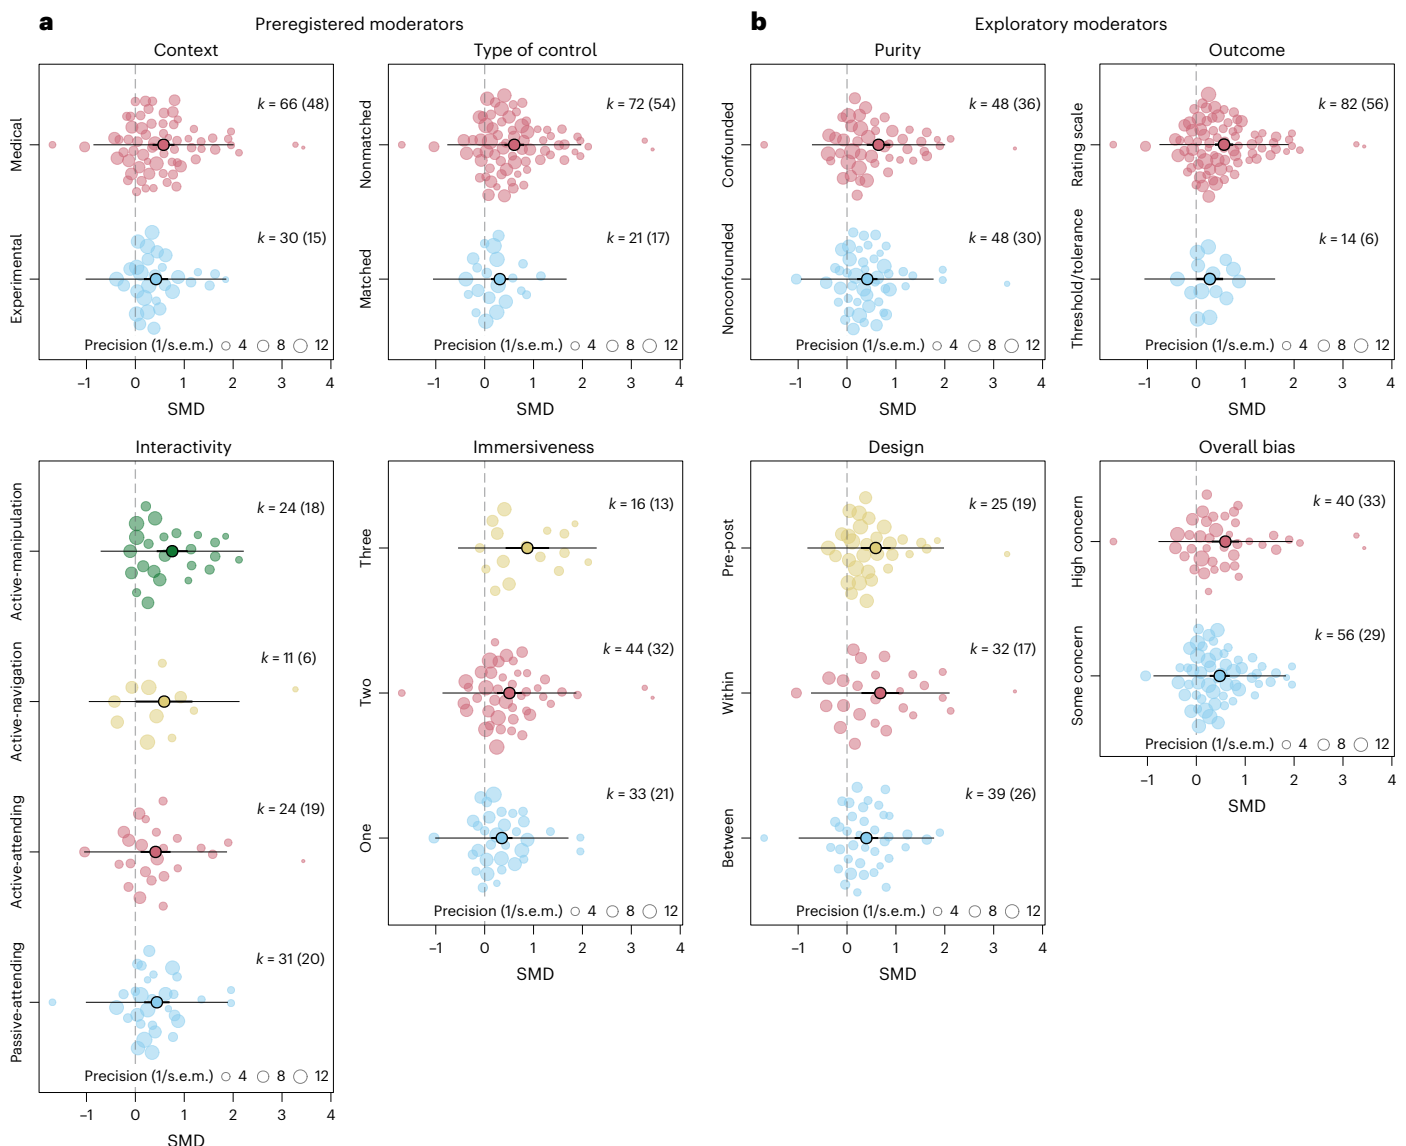 a Preregistered moderators
Context
Medical
k = 66 (48)
Experimental
k = 30 (15)
Precision (1/s.e.m.) 4 8 12
–1 0 1 2 3 4
SMD
Type of control
Nonmatched
k = 72 (54)
Matched
k = 21 (17)
Precision (1/s.e.m.) 4 8 12
–1 0 1 2 3 4
SMD
Interactivity
Active-manipulation
k = 24 (18)
Active-navigation
k = 11 (6)
Active-attending
k = 24 (19)
Passive-attending
k = 31 (20)
Precision (1/s.e.m.) 4 8 12
–1 0 1 2 3 4
SMD
Immersiveness
Three
k = 16 (13)
Two
k = 44 (32)
One
k = 33 (21)
Precision (1/s.e.m.) 4 8 12
–1 0 1 2 3 4
SMD
b Exploratory moderators
Purity
Confounded
k = 48 (36)
Nonconfounded
k = 48 (30)
Precision (1/s.e.m.) 4 8 12
–1 0 1 2 3 4
SMD
Outcome
Rating scale
k = 82 (56)
Threshold/tolerance
k = 14 (6)
Precision (1/s.e.m.) 4 8 12
–1 0 1 2 3 4
SMD
Design
Pre-post
k = 25 (19)
Within
k = 32 (17)
Between
k = 39 (26)
Precision (1/s.e.m.) 4 8 12
–1 0 1 2 3 4
SMD
Overall bias
High concern
k = 40 (33)
Some concern
k = 56 (29)
Precision (1/s.e.m.) 4 8 12
–1 0 1 2 3 4
SMD